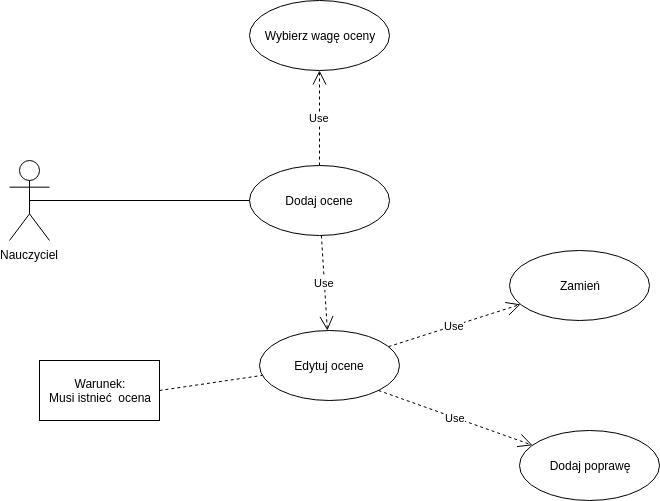 Wybierz wagę oceny
Use
Dodaj ocene
Nauczyciel
Use
Zamień
Use
Edytuj ocene
Warunek:
Musi istnieć  ocena
Use
Dodaj poprawę